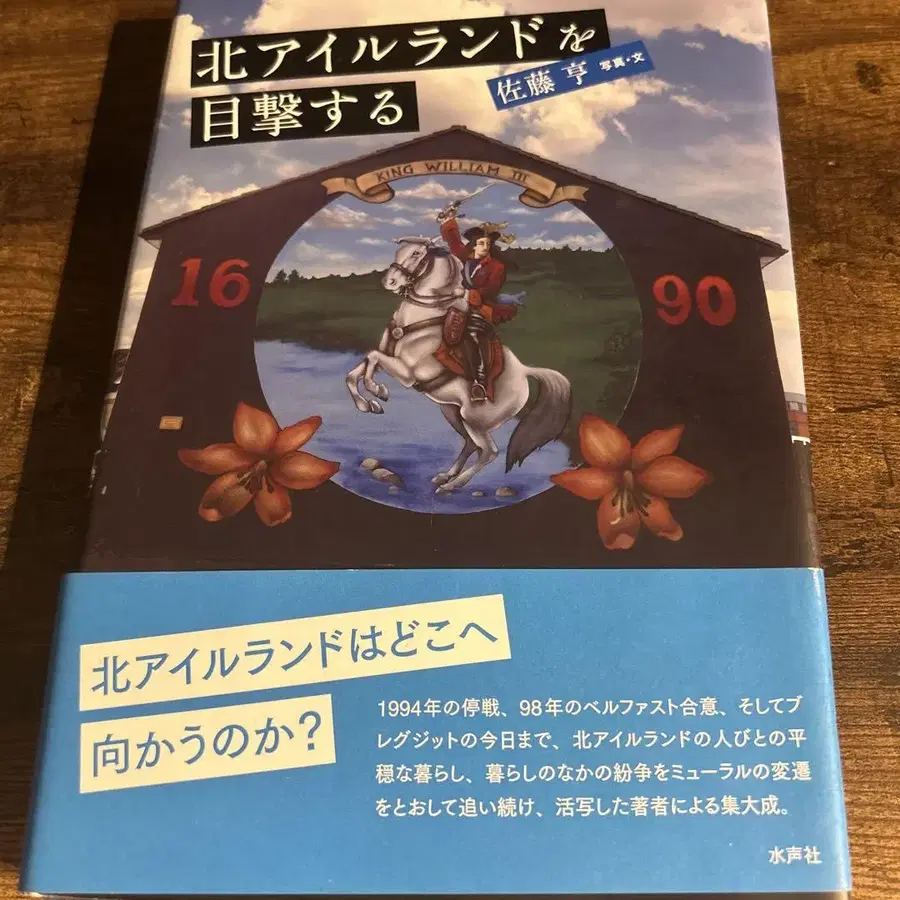 北アイルランドを
目撃する
佐藤 亨 写真・文
KING WILLIAM III
16 90
北アイルランドはどこへ
向かうのか?
1994年の停戦、98年のベルファスト合意、そしてブ
レグジットの今日まで、北アイルランドの人びとの平
穏な暮らし、暮らしのなかの紛争をミューラルの変遷
をとおして追い続け、活写した著者による集大成。
水声社